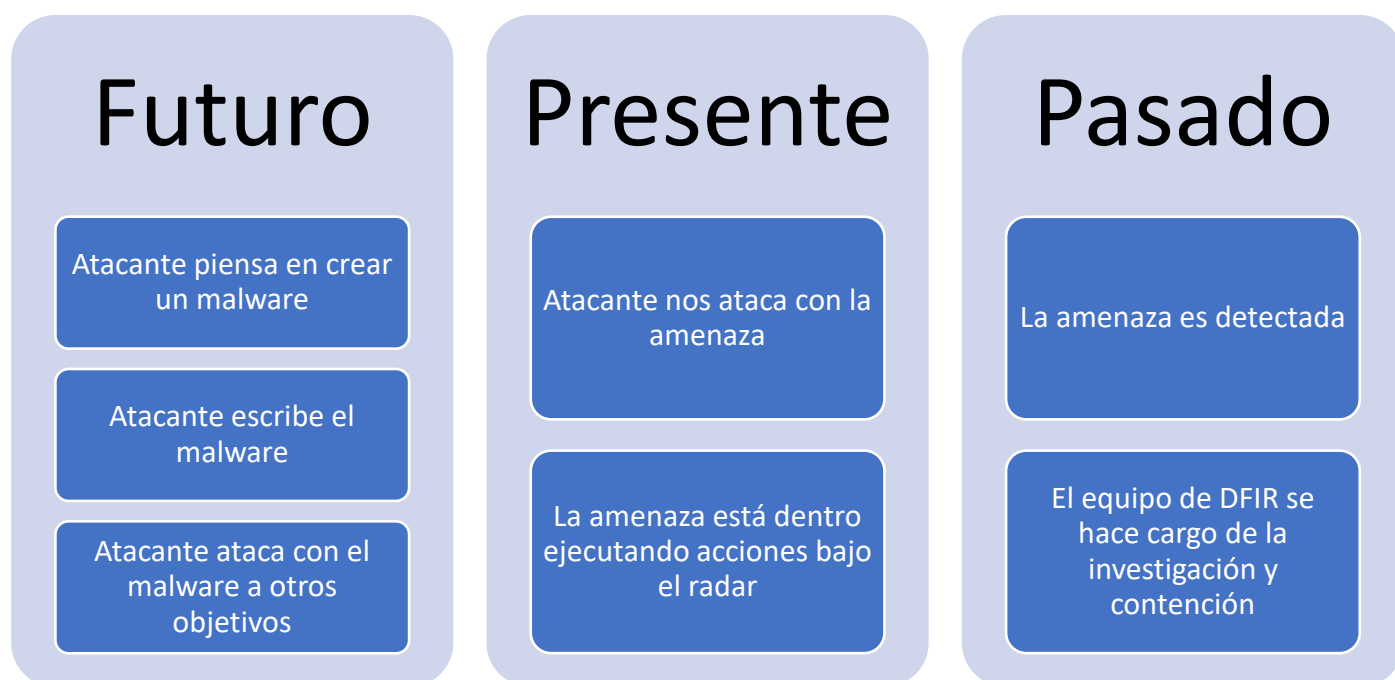 Futuro
Atacante piensa en crear
un malware
Atacante escribe el
malware
Atacante ataca con el
malware a otros
objetivos
Presente
Atacante nos ataca con la
amenaza
La amenaza está dentro
ejecutando acciones bajo
el radar
Pasado
La amenaza es detectada
El equipo de DFIR se
hace cargo de la
investigación y
contención